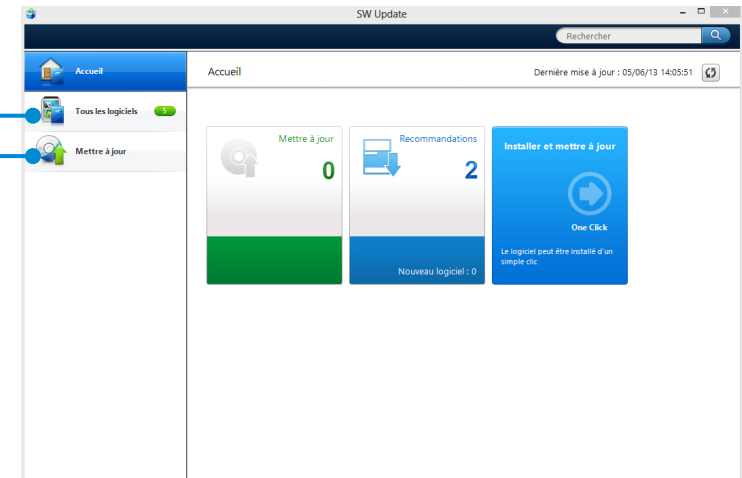 SW Update
Rechercher
Accueil
Tous les logiciels 5
Mettre à jour
Accueil
Dernière mise à jour : 05/06/13 14:05:51
Mettre à jour
0
Recommandations
2
Nouveau logiciel : 0
Installer et mettre à jour
One Click
Le logiciel peut être installé d'un
simple clic